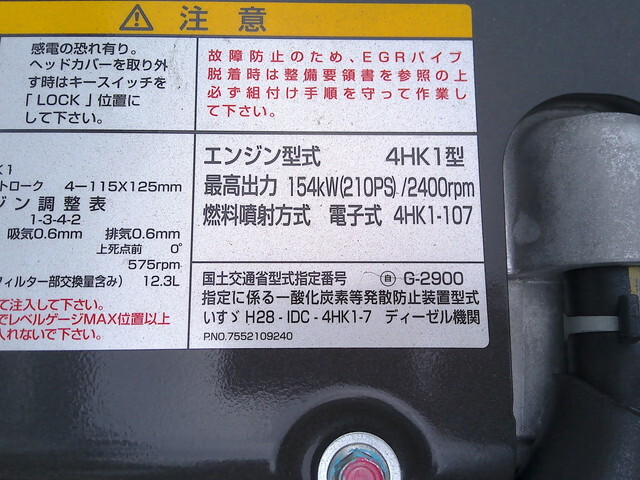 注意
感電の恐れ有り。
ヘッドカバーを取り外
す時はキースイッチを
「LOCK」位置に
して下さい。
故障防止のため、EGRパイプ
脱着時は整備要領書を参照の上
必ず組付け手順を守って作業し
て下さい。
K1
トローク 4-115X125mm
ジン調整表
1-3-4-2
吸気0.6mm 排気0.6mm
上死点前 0°
575rpm
フィルター部交換量含み) 12.3L
て注入して下さい。
でレベルゲージMAX位置以上
入れないで下さい。
エンジン型式 4HK1型
最高出力 154kW(210PS)/2400rpm
燃料噴射方式 電子式 4HK1-107
国土交通省型式指定番号 自 G-2900
指定に係る一酸化炭素等発散防止装置型式
いすゞ H28-IDC-4HK1-7 ディーゼル機関
P.NO.7552109240